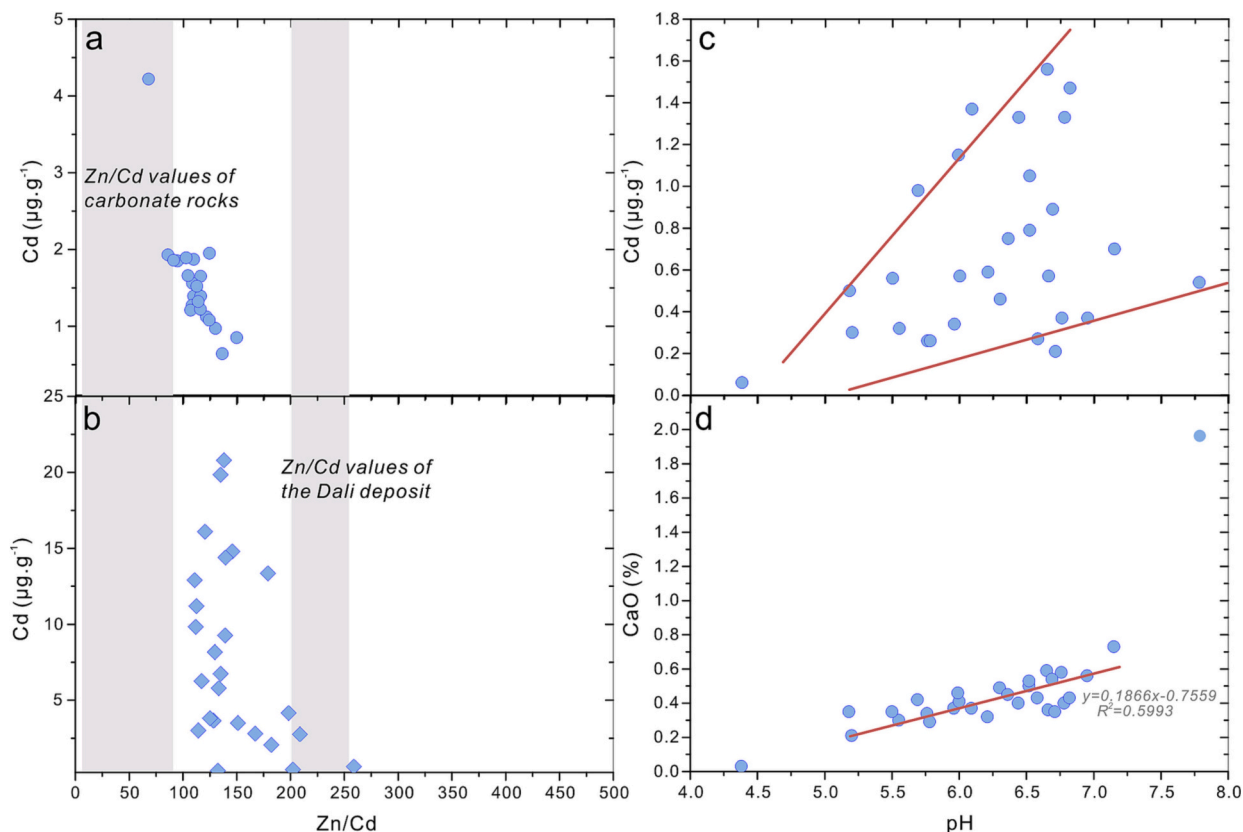 a
5
4
3
2
1
Cd (µg.g⁻¹)
Zn/Cd values of
carbonate rocks
b
25
20
15
10
5
Cd (µg.g⁻¹)
Zn/Cd values of
the Dali deposit
0 50 100 150 200 250 300 350 400 450 500
Zn/Cd
c
1.8
1.6
1.4
1.2
1.0
0.8
0.6
0.4
0.2
0.0
Cd (µg.g⁻¹)
d
2.0
1.8
1.6
1.4
1.2
1.0
0.8
0.6
0.4
0.2
0.0
CaO (%)
y=0.1866x-0.7559
R²=0.5993
4.0 4.5 5.0 5.5 6.0 6.5 7.0 7.5 8.0
pH